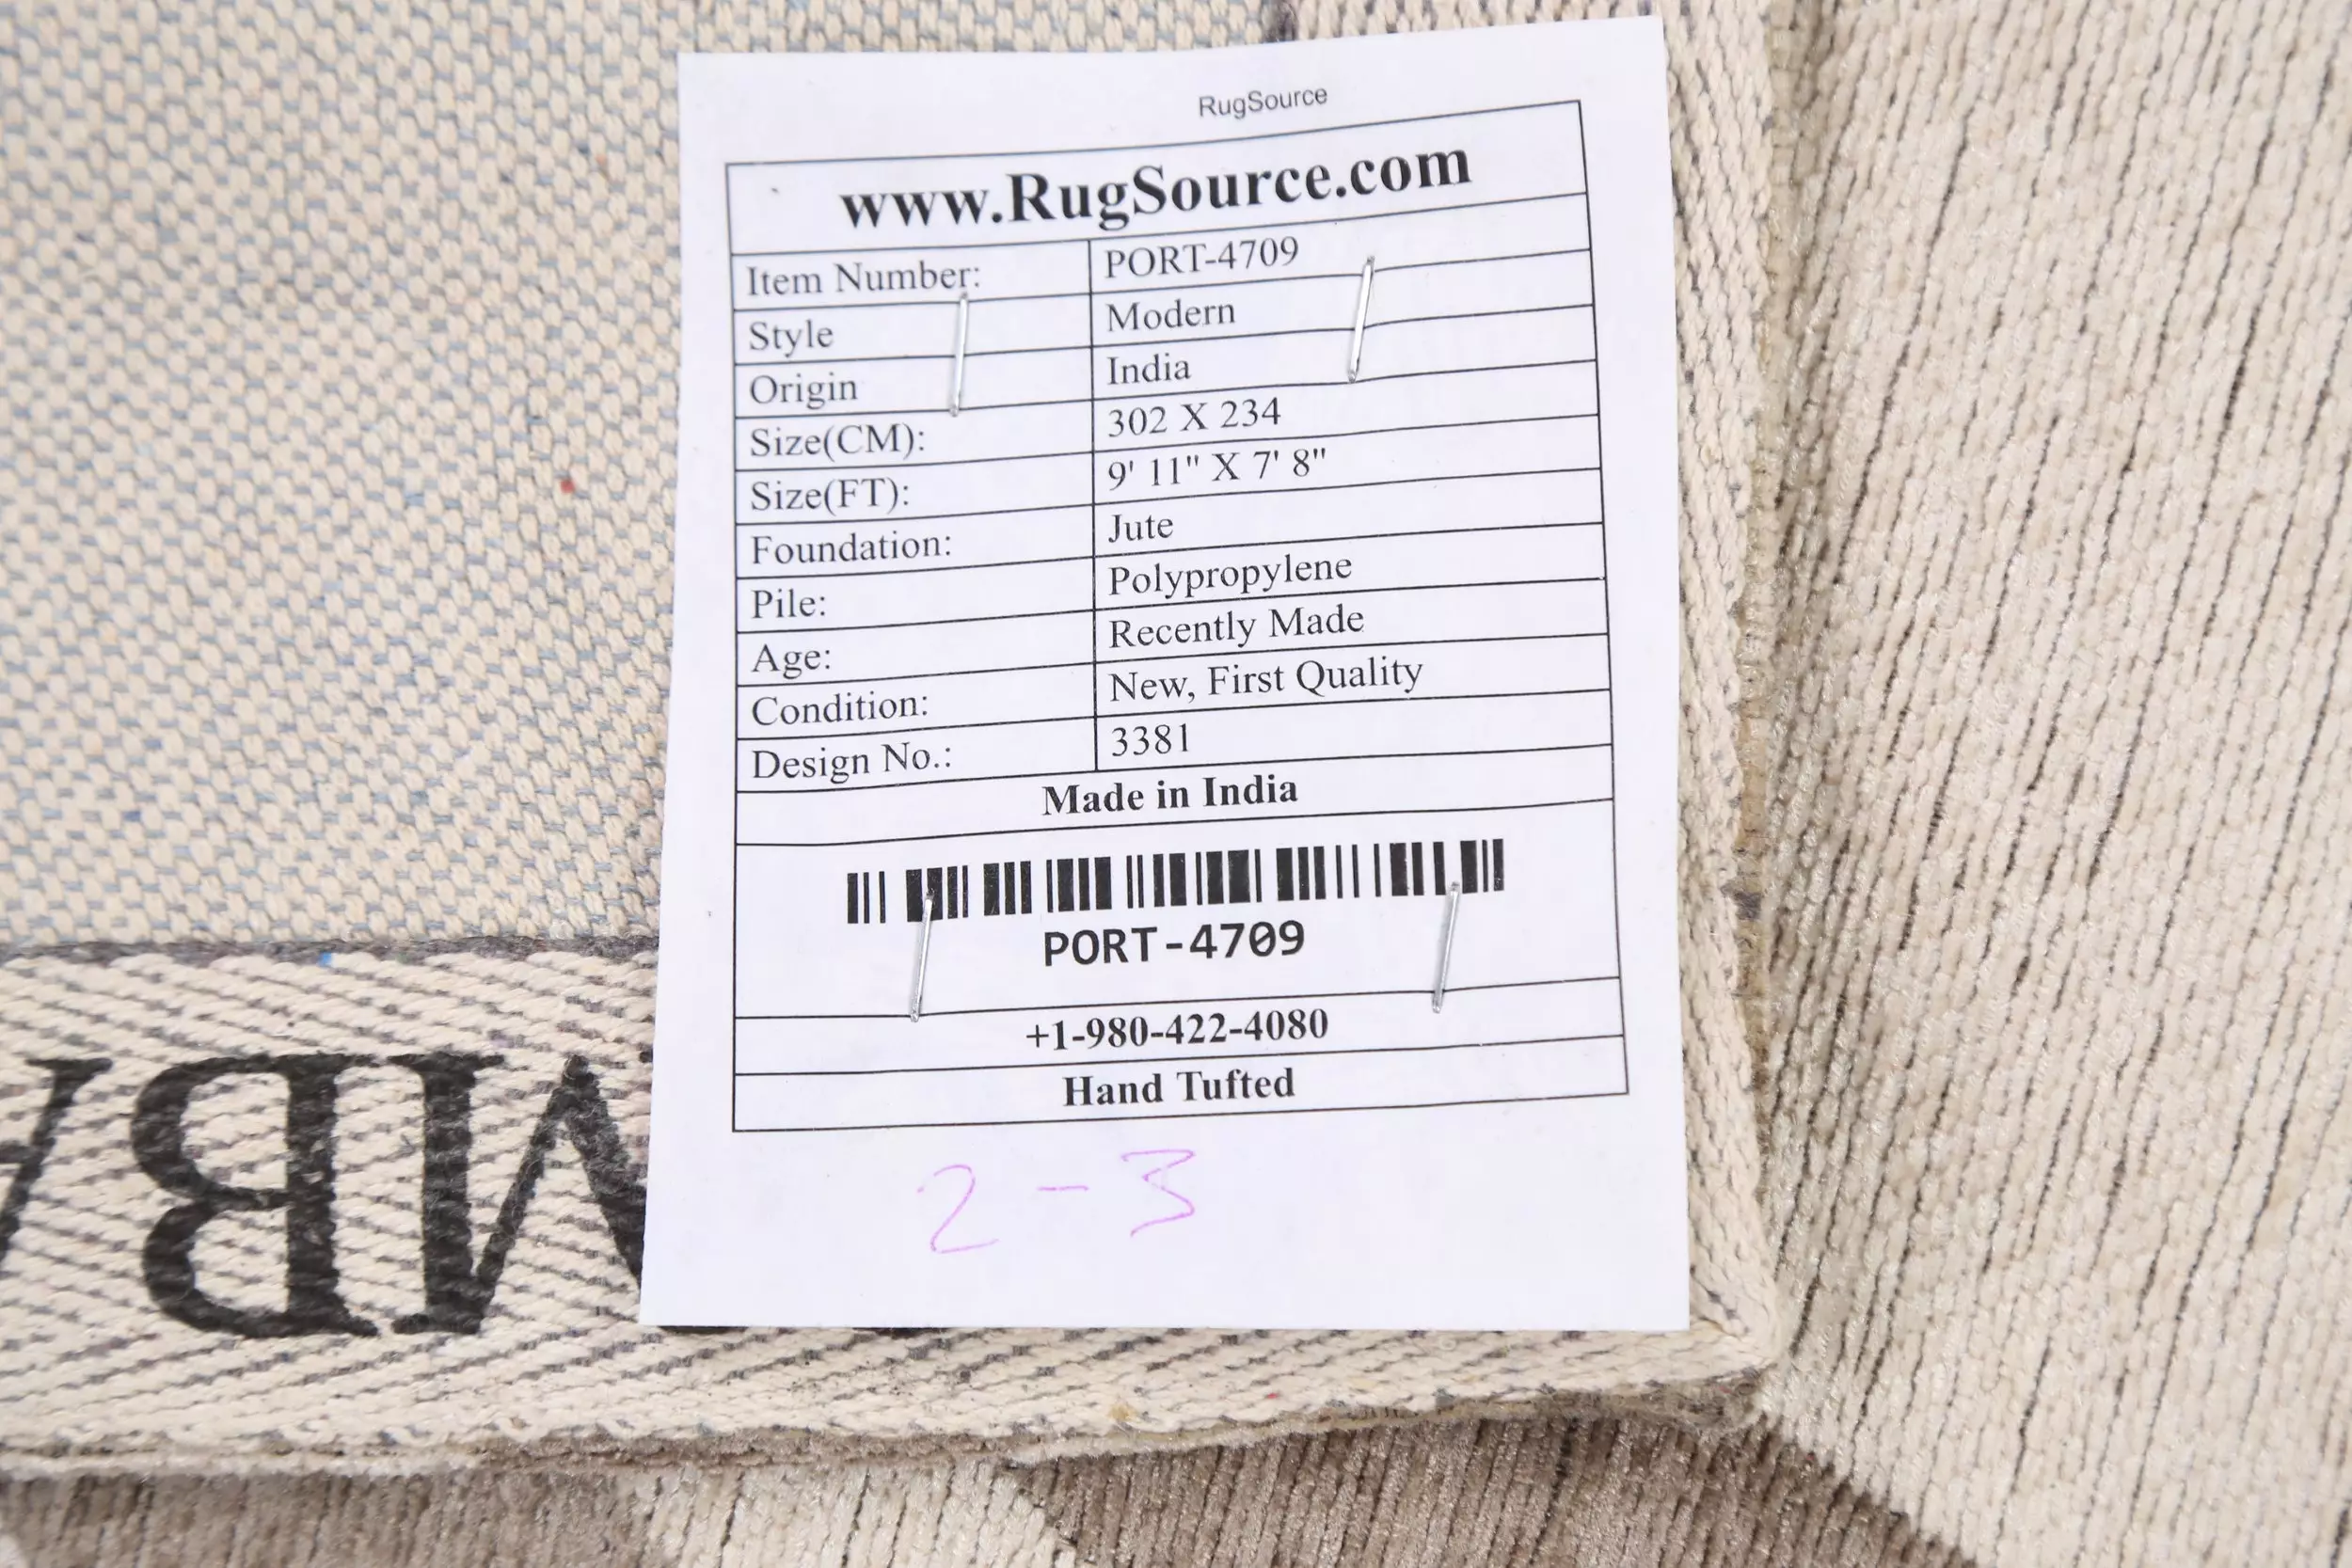 RugSource
www.RugSource.com
Item Number: PORT-4709
Style Modern
Origin India
Size(CM): 302 X 234
Size(FT): 9' 11" X 7' 8"
Foundation: Jute
Pile: Polypropylene
Age: Recently Made
Condition: New, First Quality
Design No.: 3381
Made in India
PORT-4709
+1-980-422-4080
Hand Tufted
2-3